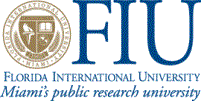 FIU
FLORIDA INTERNATIONAL UNIVERSITY
Miami's public research university